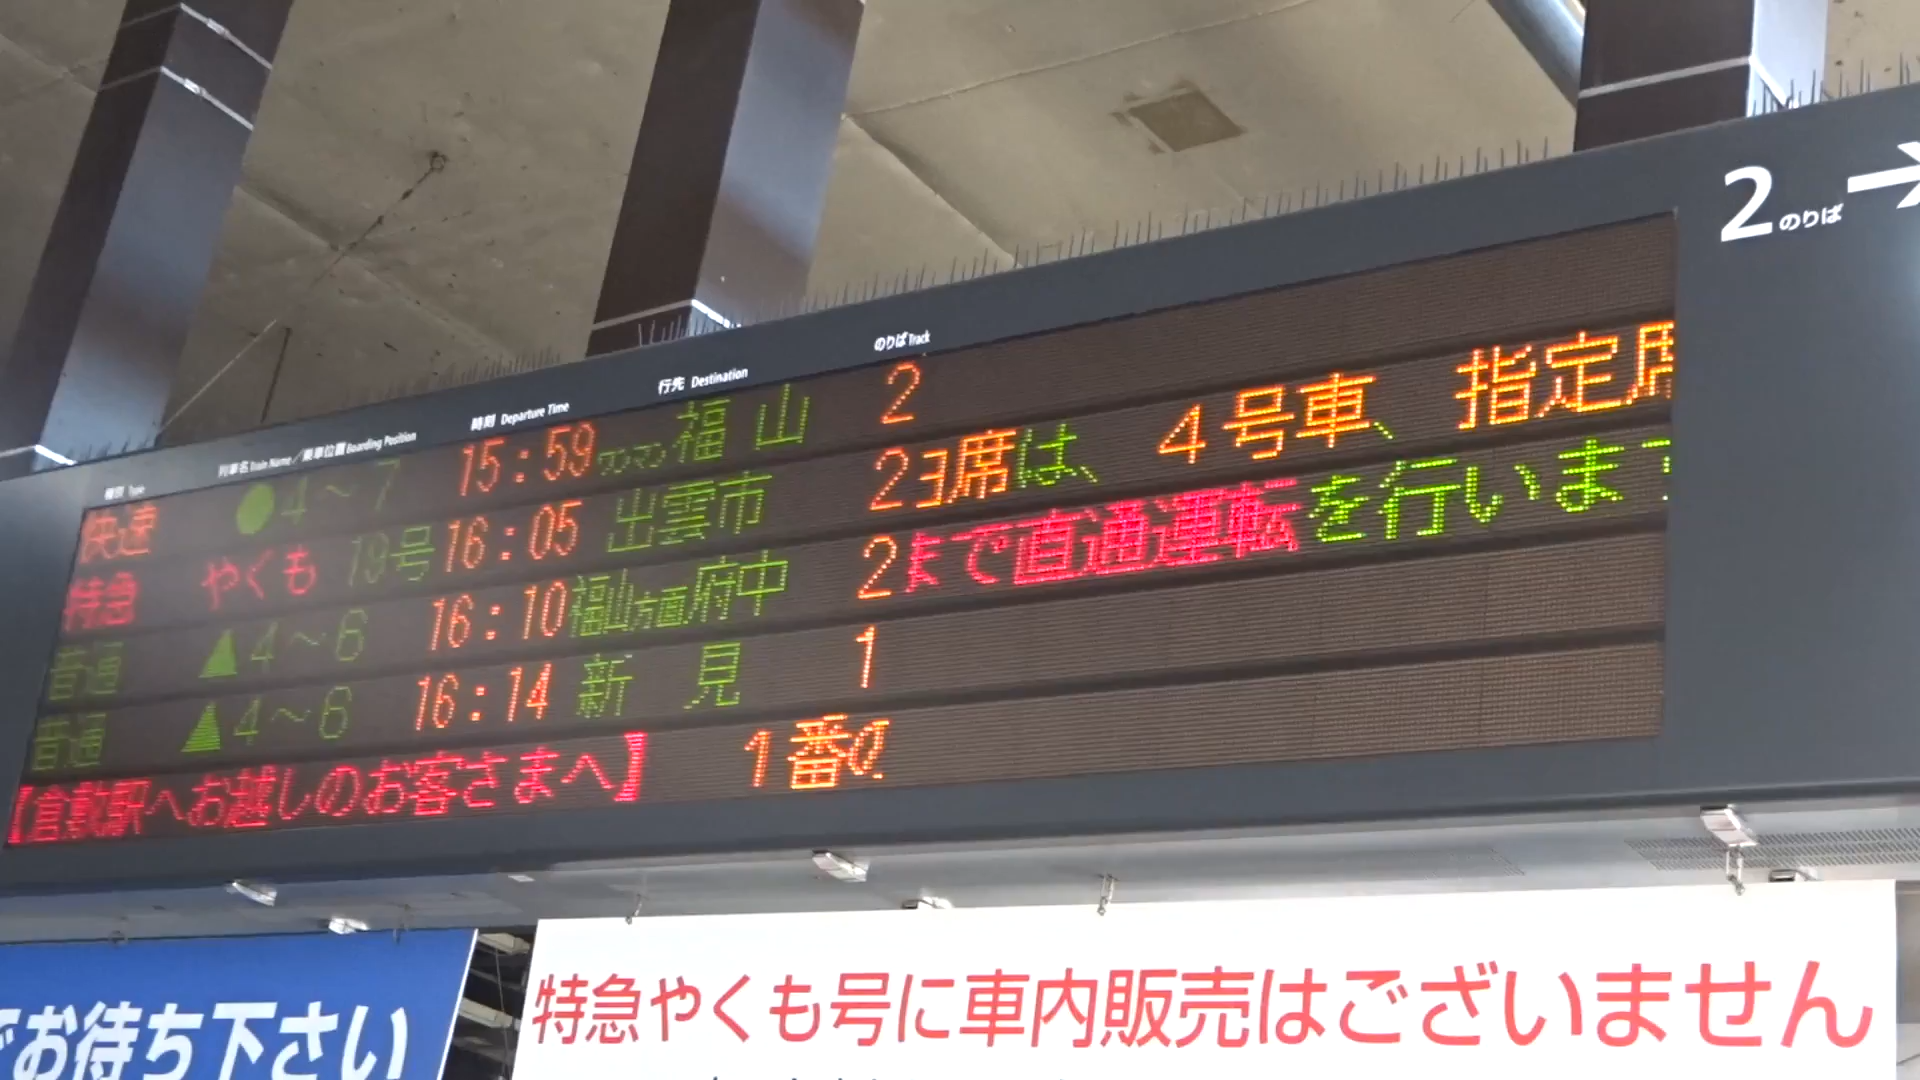 2のりば →
種別 Type 列車名 Train Name／乗車位置 Boarding Position 時刻 Departure Time 行先 Destination のりば Track
快速 ●4～7 15:59 ワンマン 福山 2
特急 やくも 19号 16:05 出雲市 2 席は、 4号車、 指定席
普通 ▲4～6 16:10 福山方面府中 2 まで直通運転を行います
普通 ▲4～6 16:14 新見 1
【倉敷駅へお越しのお客さまへ】 1番の
でお待ち下さい
特急やくも号に車内販売はございません